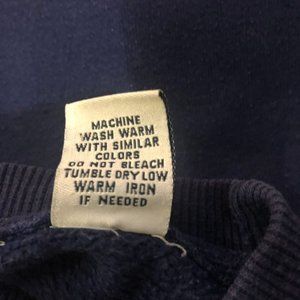 MACHINE
WASH WARM
WITH SIMILAR
COLORS
DO NOT BLEACH
TUMBLE DRY LOW
WARM IRON
IF NEEDED